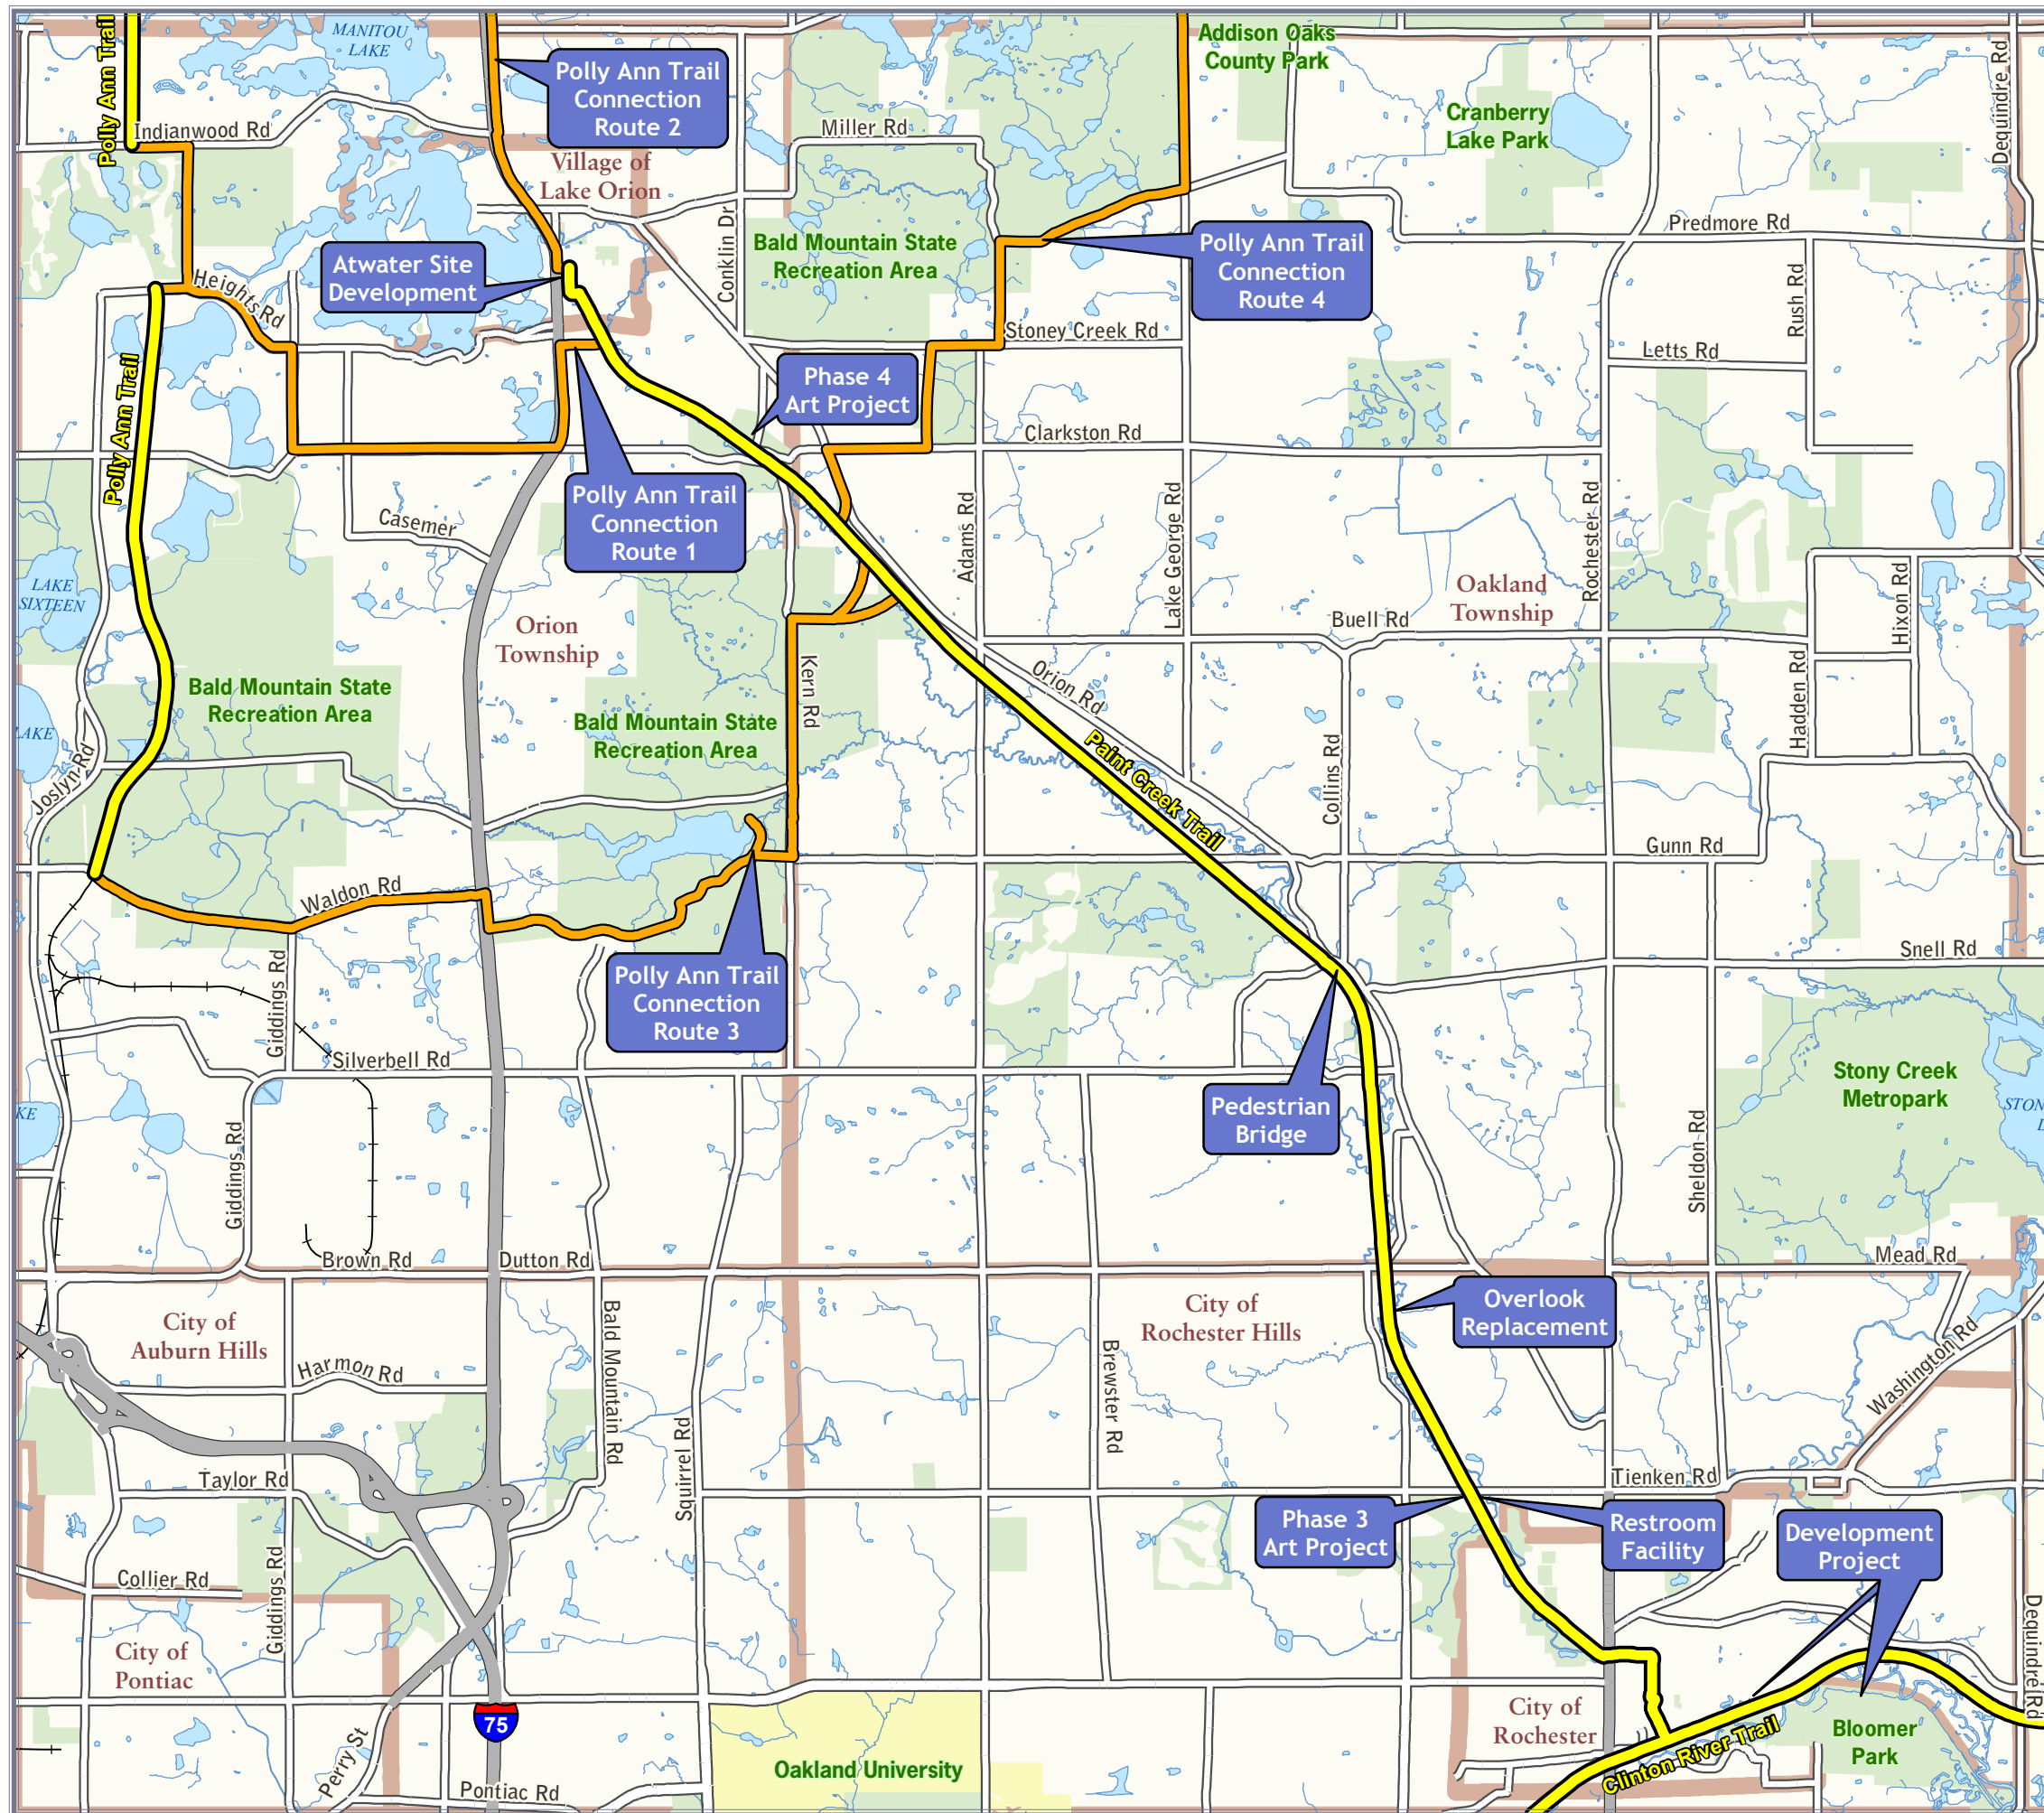 Polly Ann Trail
MANITOU
LAKE
Polly Ann Trail
Connection
Route 2
Addison Oaks
County Park
Cranberry
Lake Park
Dequindre Rd
Indianwood Rd
Miller Rd
Village of
Lake Orion
Conklin Dr
Bald Mountain State
Recreation Area
Polly Ann Trail
Connection
Route 4
Predmore Rd
Atwater Site
Development
Heights Rd
Rush Rd
Stoney Creek Rd
Letts Rd
Polly Ann Trail
Phase 4
Art Project
Clarkston Rd
Polly Ann Trail
Connection
Route 1
Casemer
Adams Rd
Lake George Rd
Rochester Rd
LAKE
SIXTEEN
Orion
Township
Oakland
Township
Hixon Rd
Buell Rd
Kern Rd
Orion Rd
Hadden Rd
Bald Mountain State
Recreation Area
Bald Mountain State
Recreation Area
LAKE
Joslyn Rd
Paint Creek Trail
Collins Rd
Gunn Rd
Waldon Rd
Snell Rd
Giddings Rd
Polly Ann Trail
Connection
Route 3
Silverbell Rd
Stony Creek
Metropark
KE
STON
L
Pedestrian
Bridge
Giddings Rd
Sheldon Rd
Brown Rd
Dutton Rd
Mead Rd
City of
Auburn Hills
Bald Mountain Rd
City of
Rochester Hills
Overlook
Replacement
Harmon Rd
Brewster Rd
Washington Rd
Squirrel Rd
Taylor Rd
Tienken Rd
Phase 3
Art Project
Restroom
Facility
Development
Project
Collier Rd
Giddings Rd
Dequindre Rd
City of
Pontiac
75
Perry St
City of
Rochester
Clinton River Trail
Bloomer
Park
Oakland University
Pontiac Rd